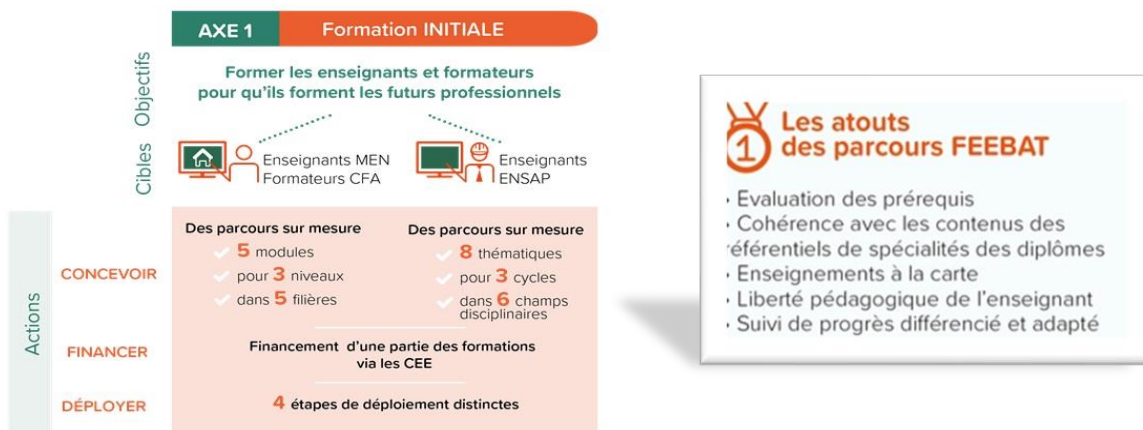 AXE 1
Formation INITIALE
Objectifs
Former les enseignants et formateurs
pour qu'ils forment les futurs professionnels
Cibles
Enseignants MEN
Formateurs CFA
Enseignants
ENSAP
Actions
CONCEVOIR
Des parcours sur mesure
5 modules
pour 3 niveaux
dans 5 filières
Des parcours sur mesure
8 thématiques
pour 3 cycles
dans 6 champs
disciplinaires
FINANCER
Financement d'une partie des formations
via les CEE
DÉPLOYER
4 étapes de déploiement distinctes
1
Les atouts
des parcours FEEBAT
• Evaluation des prérequis
• Cohérence avec les contenus des
référentiels de spécialités des diplômes
• Enseignements à la carte
• Liberté pédagogique de l'enseignant
• Suivi de progrès différencié et adapté